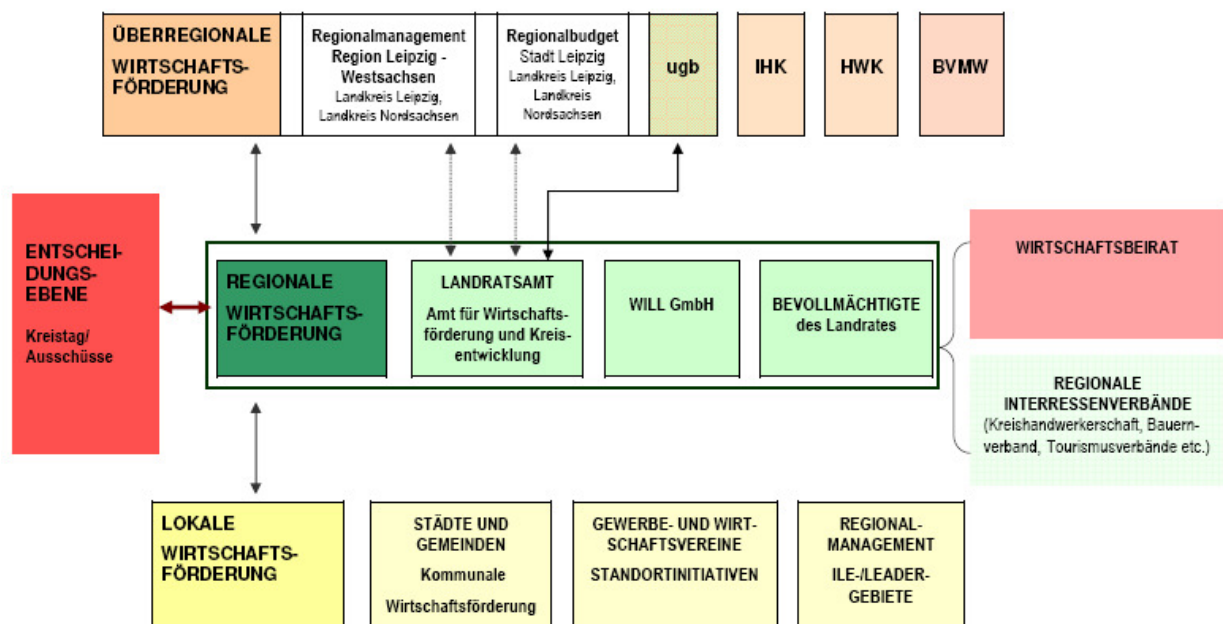 ÜBERREGIONALE
WIRTSCHAFTS-
FÖRDERUNG
Regionalmanagement
Region Leipzig -
Westsachsen
Landkreis Leipzig,
Landkreis Nordsachsen
Regionalbudget
Stadt Leipzig
Landkreis Leipzig,
Landkreis
Nordsachsen
ugb
IHK
HWK
BVMW
ENTSCHEI-
DUNGS-
EBENE
Kreistag/
Ausschüsse
REGIONALE
WIRTSCHAFTS-
FÖRDERUNG
LANDRATSAMT
Amt für Wirtschafts-
förderung und Kreis-
entwicklung
WILL GmbH
BEVOLLMÄCHTIGTE
des Landrates
WIRTSCHAFTSBEIRAT
REGIONALE
INTERRESSENVERBÄNDE
(Kreishandwerkerschaft, Bauern-
verband, Tourismusverbände etc.)
LOKALE
WIRTSCHAFTS-
FÖRDERUNG
STÄDTE UND
GEMEINDEN
Kommunale
Wirtschaftsförderung
GEWERBE- UND WIRT-
SCHAFTSVEREINE
STANDORTINITIATIVEN
REGIONAL-
MANAGEMENT
ILE-/LEADER-
GEBIETE